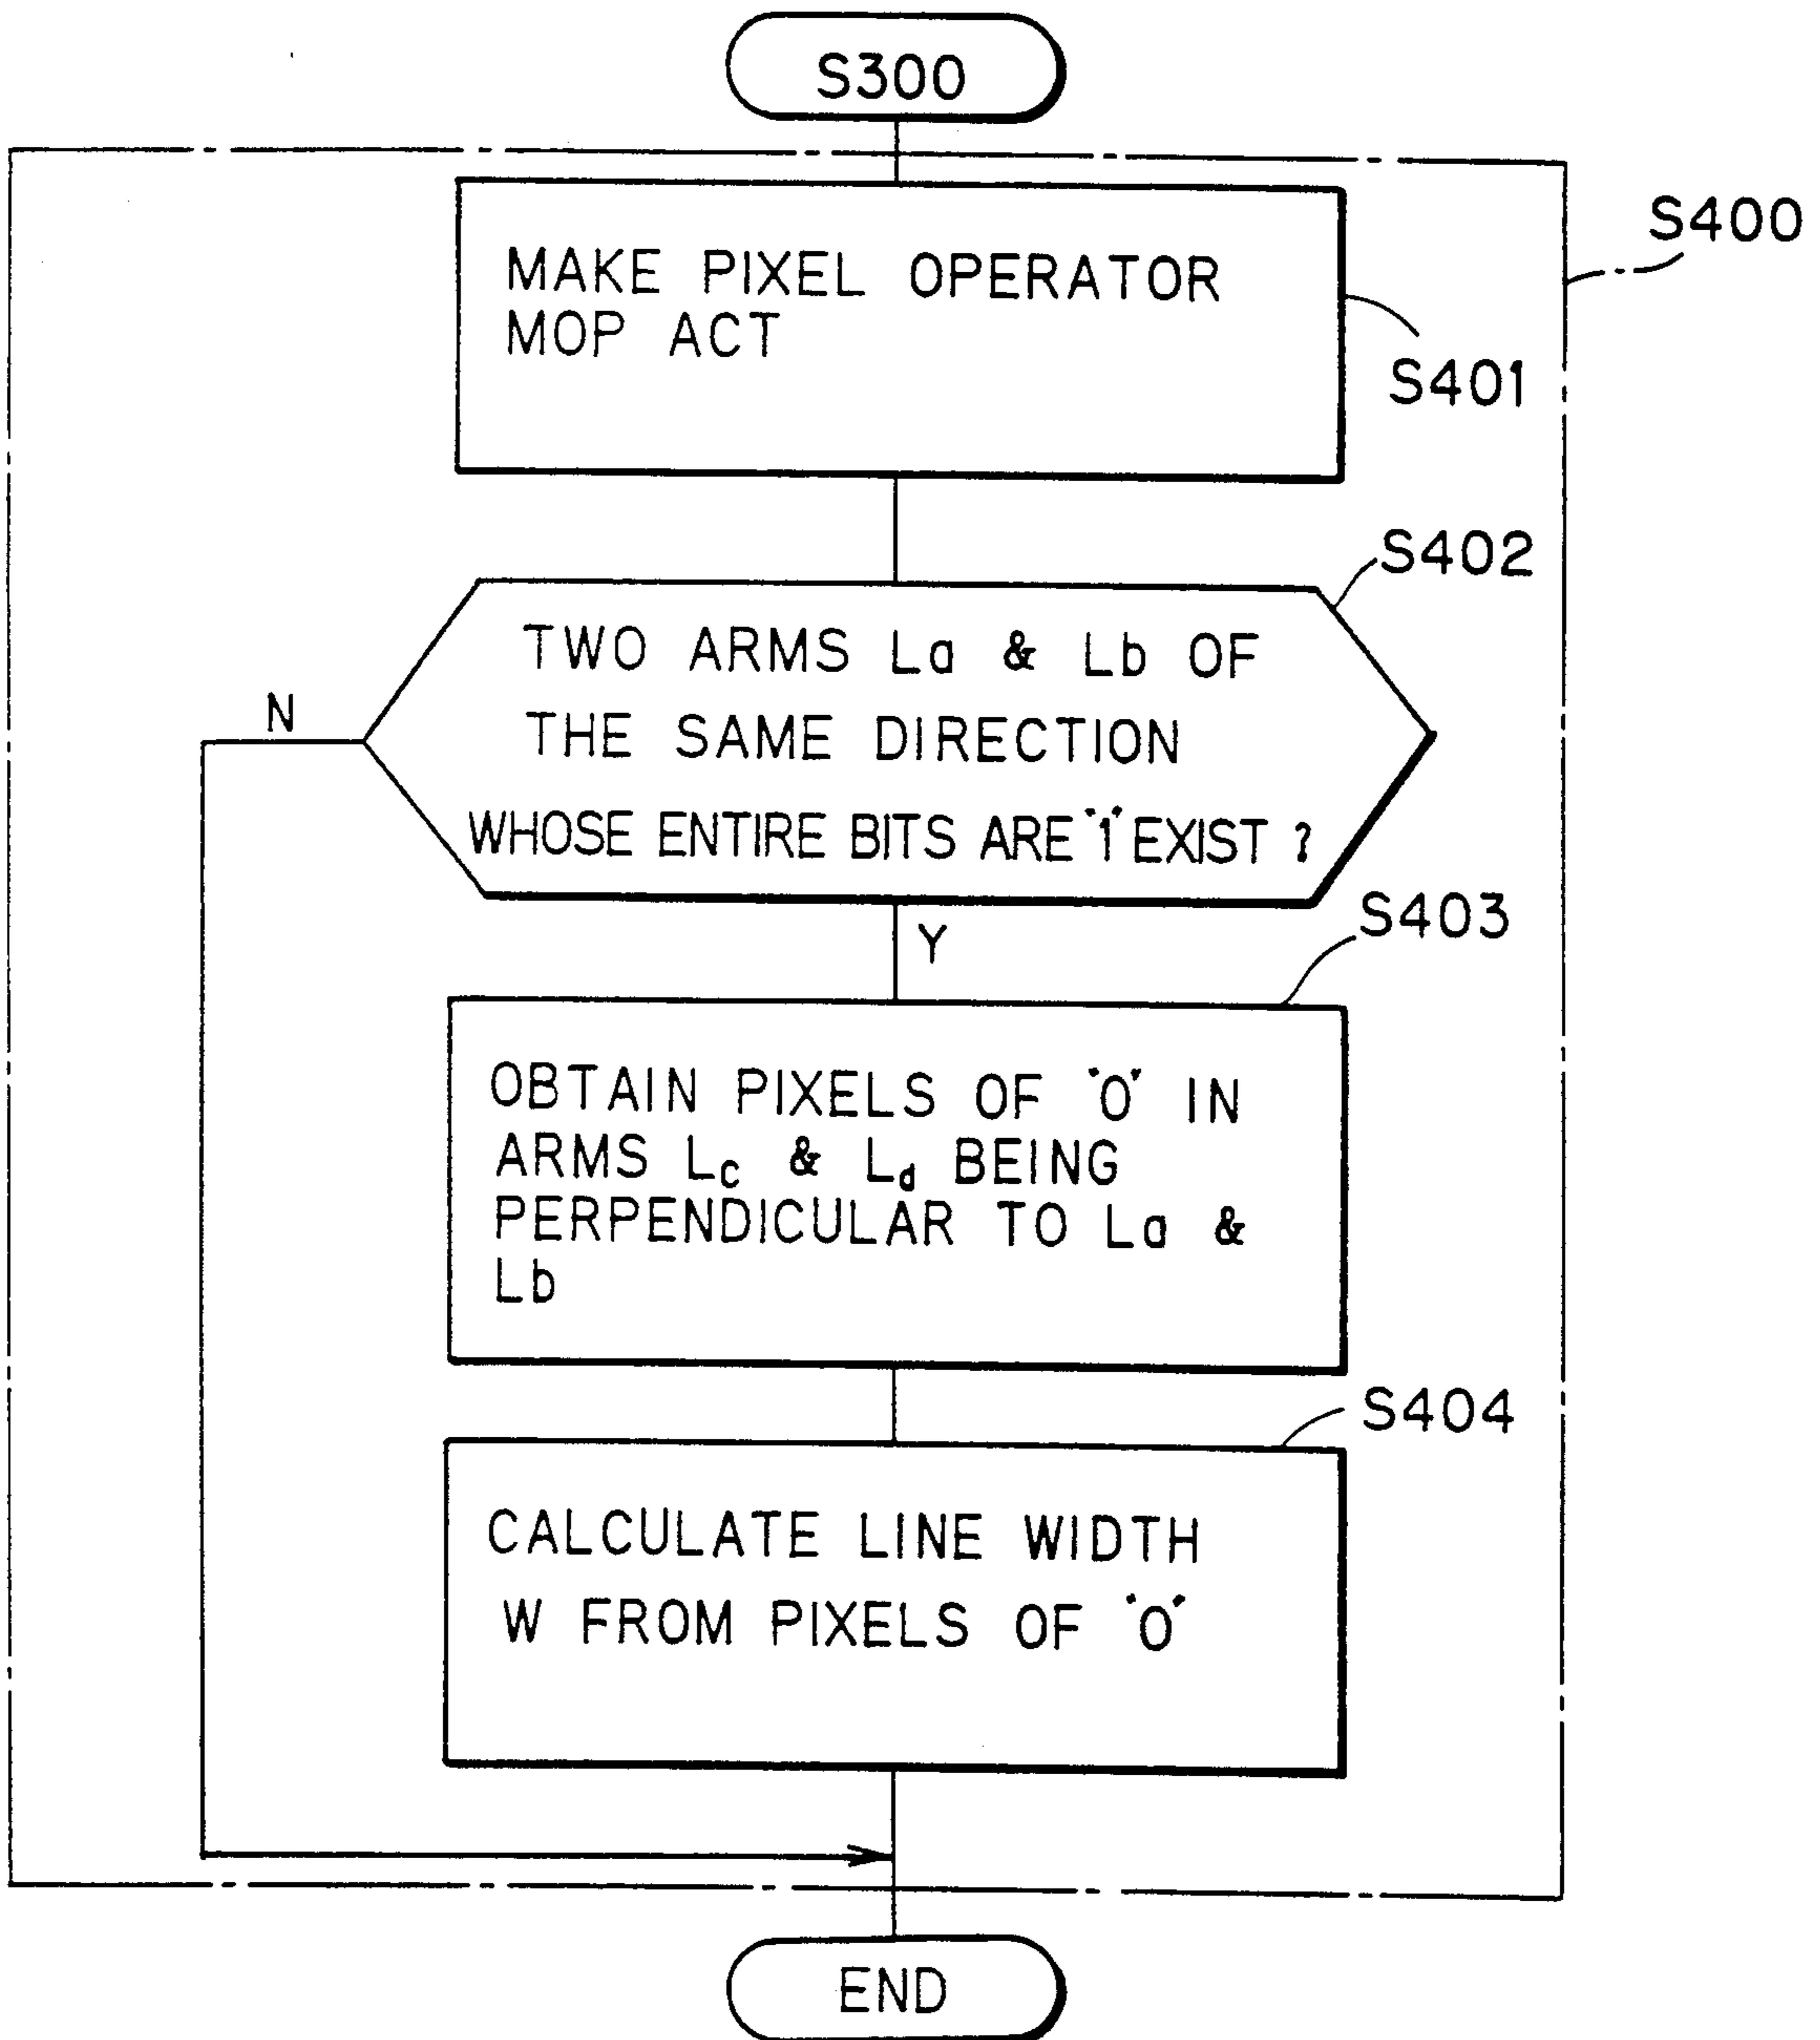 S300
S400
MAKE PIXEL OPERATOR
MOP ACT
S401
S402
TWO ARMS La & Lb OF
THE SAME DIRECTION
WHOSE ENTIRE BITS ARE "1" EXIST ?
N
Y
S403
OBTAIN PIXELS OF "0" IN
ARMS Lc & Ld BEING
PERPENDICULAR TO La &
Lb
S404
CALCULATE LINE WIDTH
W FROM PIXELS OF "0"
END